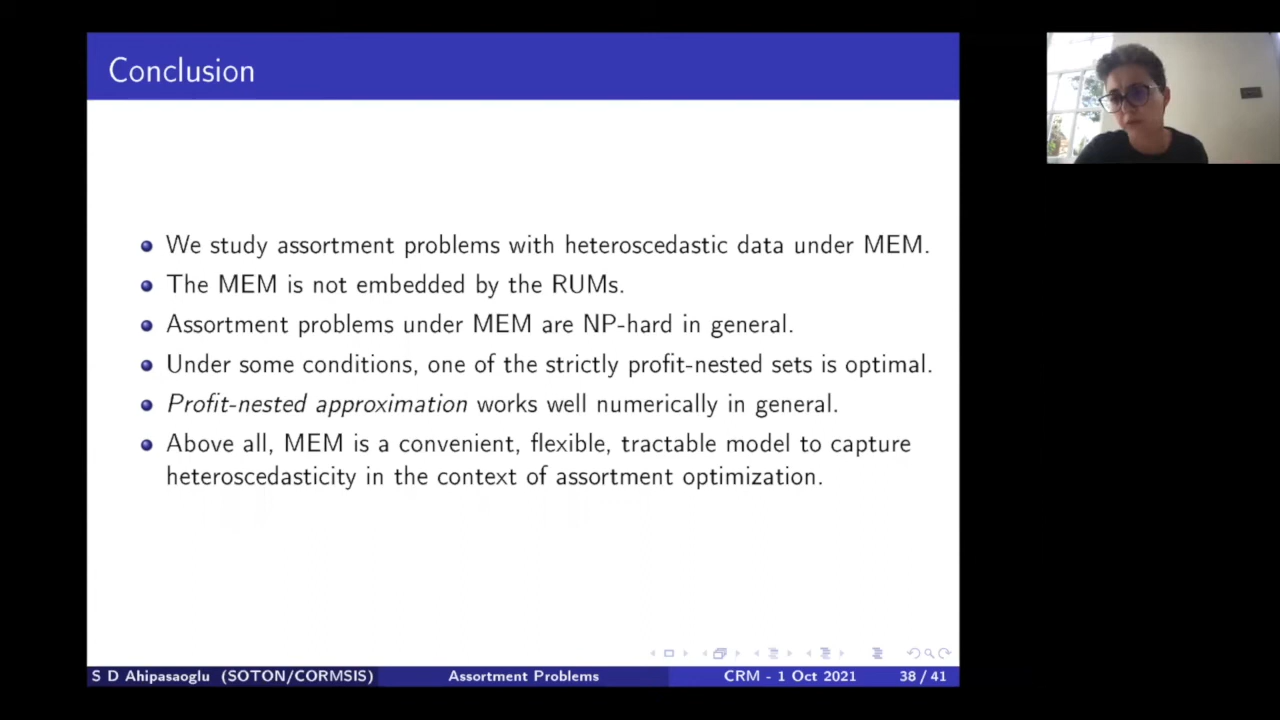 Conclusion
We study assortment problems with heteroscedastic data under MEM.
The MEM is not embedded by the RUMs.
Assortment problems under MEM are NP-hard in general.
Under some conditions, one of the strictly profit-nested sets is optimal.
Profit-nested approximation works well numerically in general.
Above all, MEM is a convenient, flexible, tractable model to capture
heteroscedasticity in the context of assortment optimization.
S D Ahipasaoglu (SOTON/CORMSIS) Assortment Problems CRM - 1 Oct 2021 38 / 41